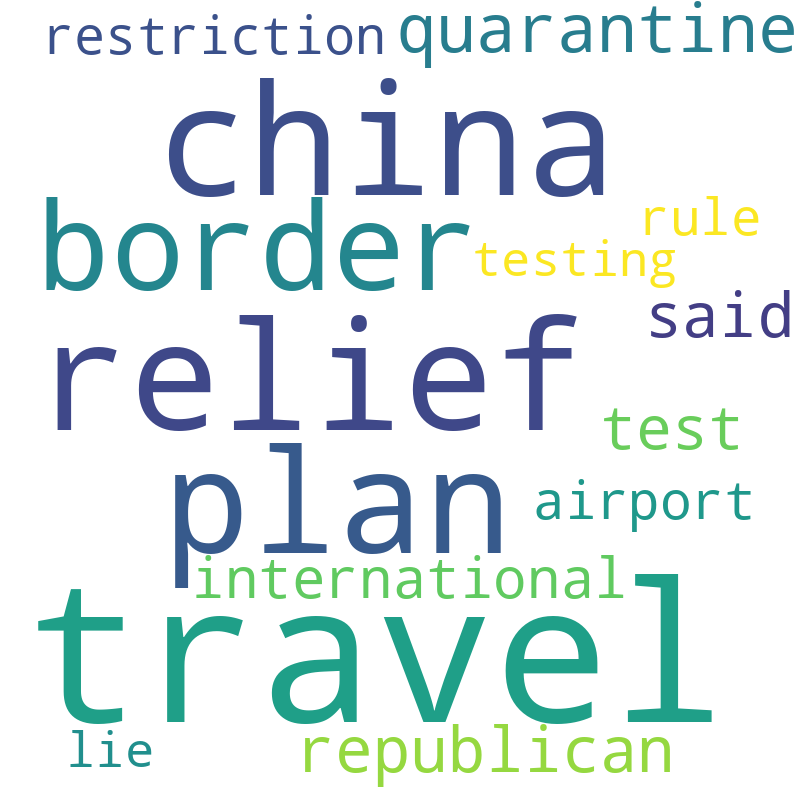 restriction quarantine
china
border rule
testing
said
relief
test
plan airport
international
travel
lie republican